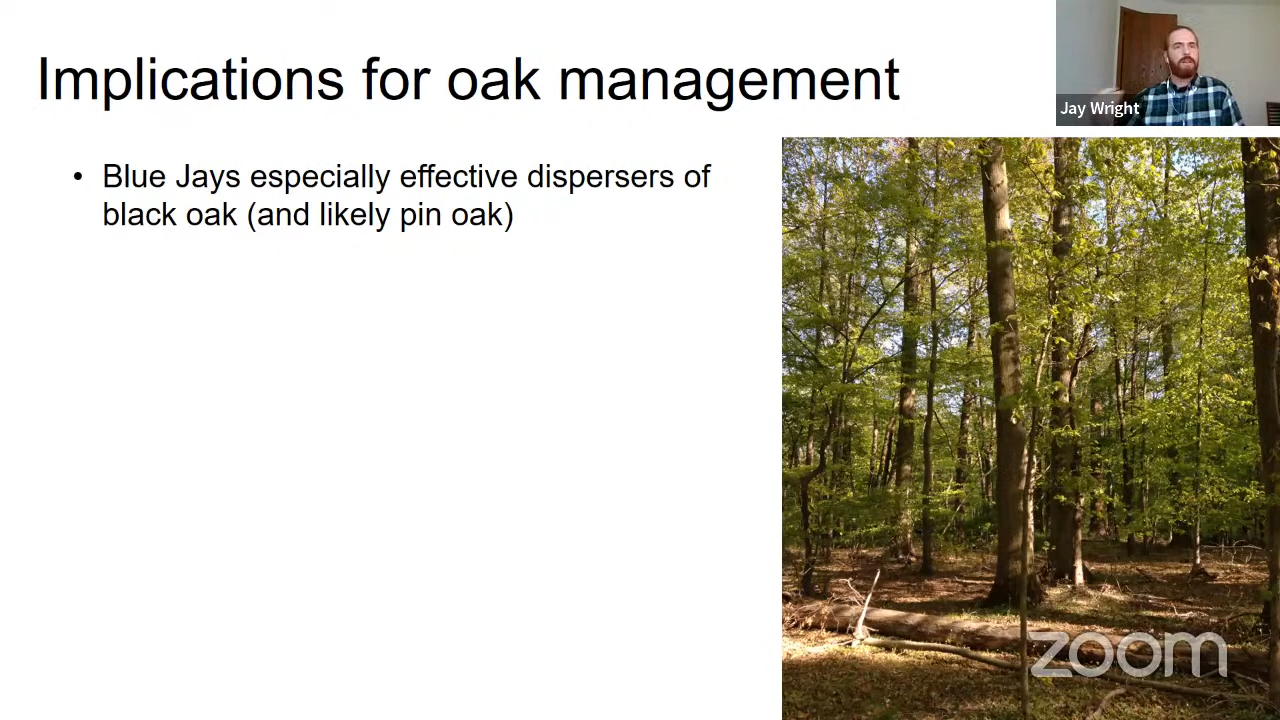 Implications for oak management
Jay Wright
• Blue Jays especially effective dispersers of
black oak (and likely pin oak)
zoom